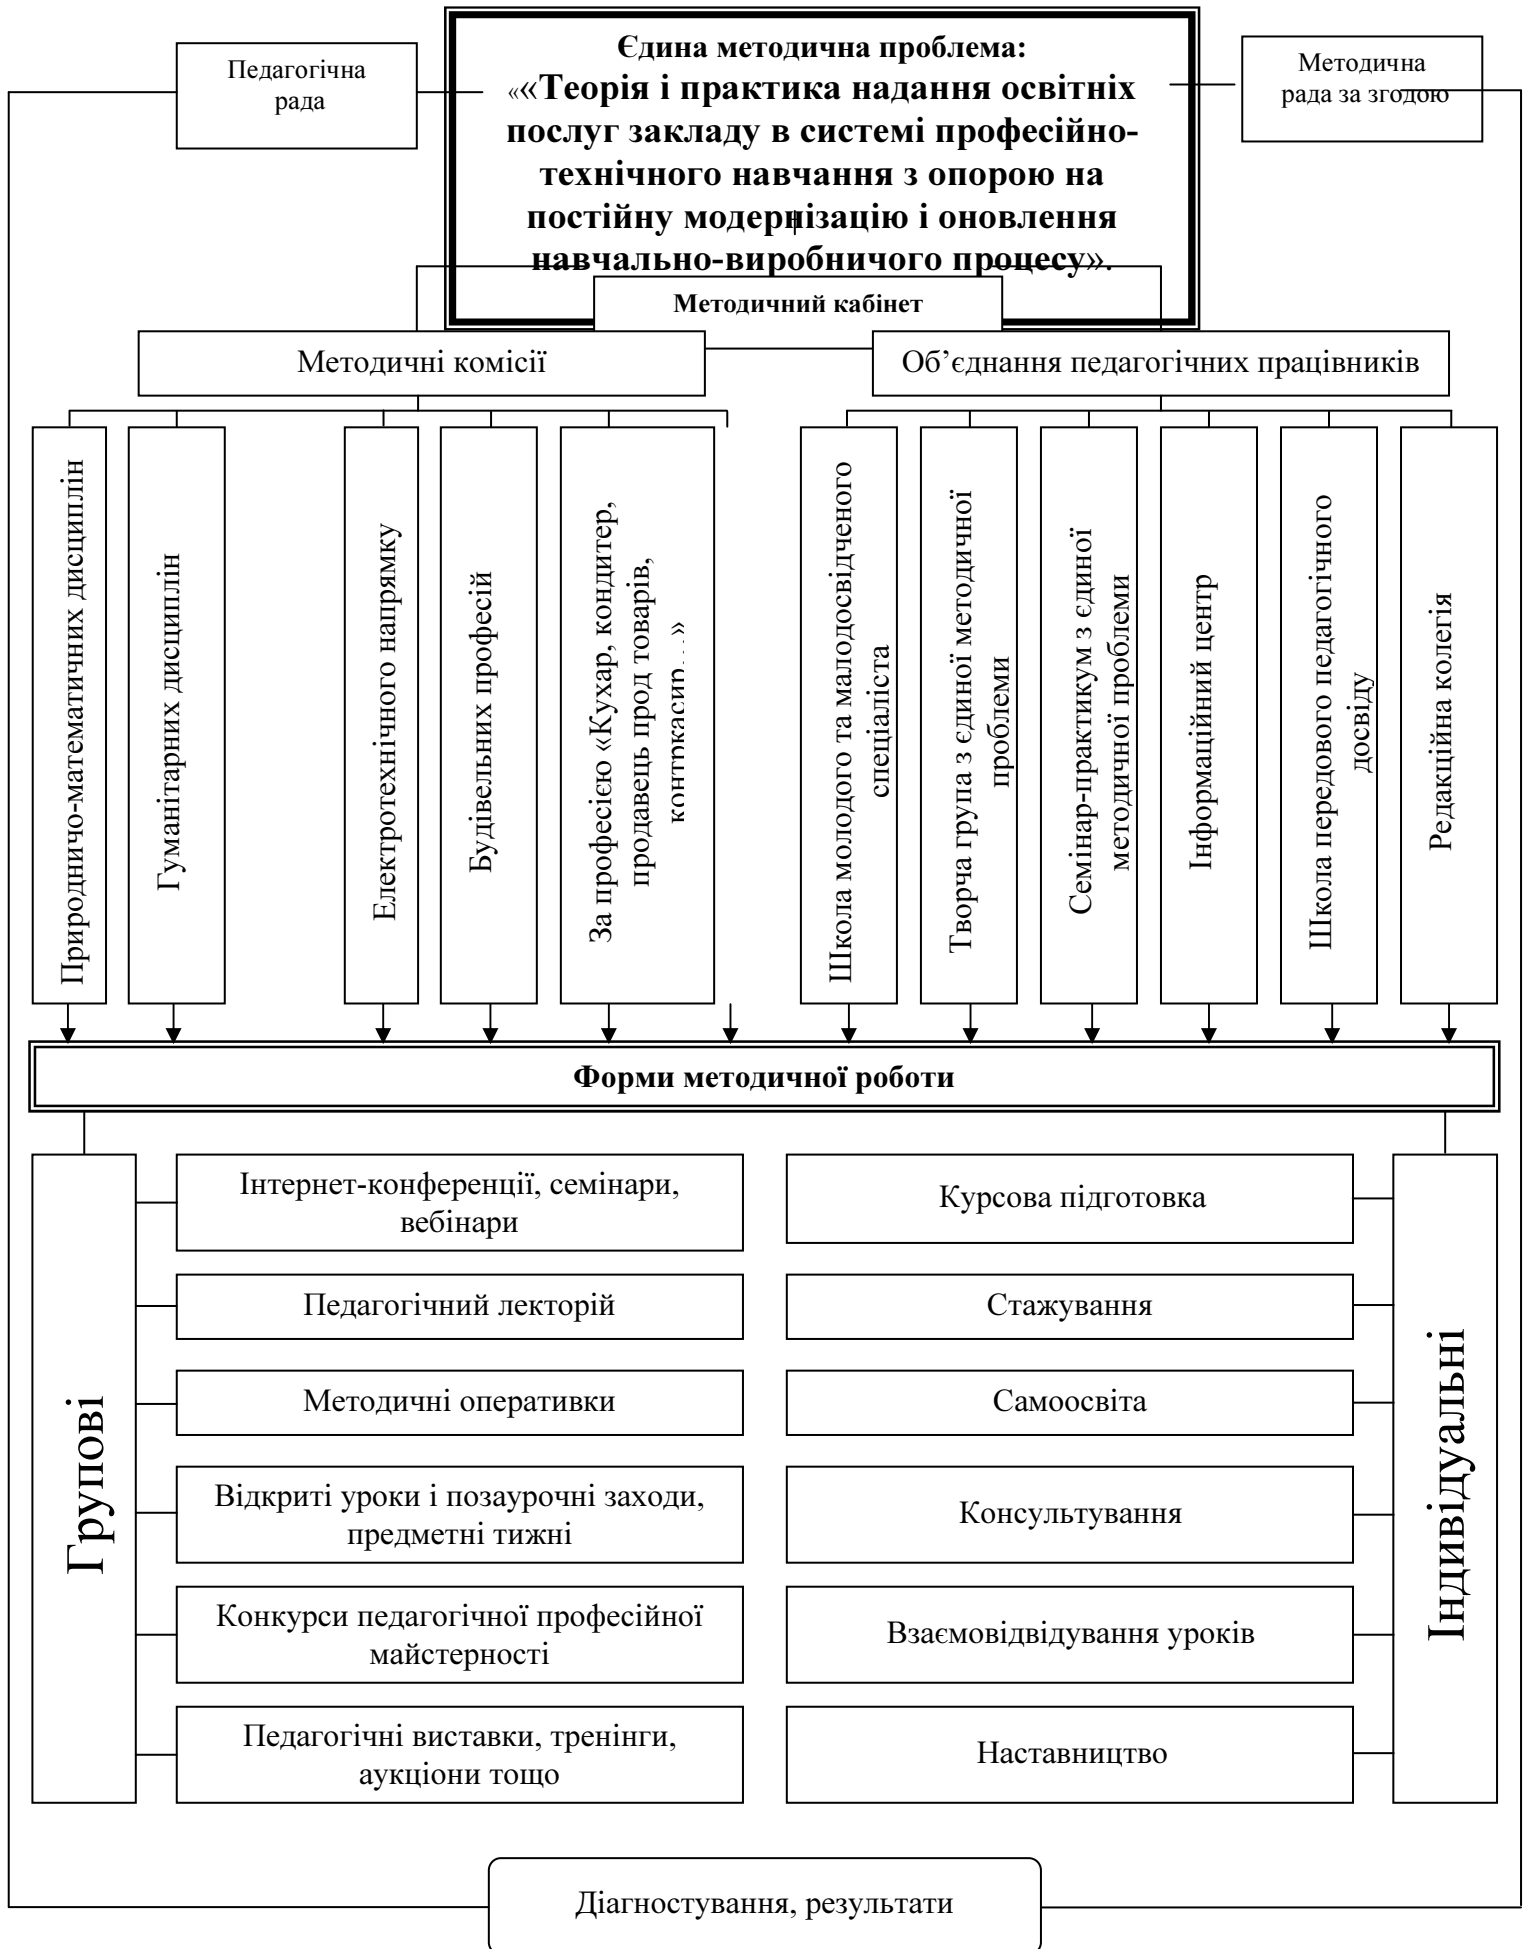 Педагогічна
рада
Єдина методична проблема:
««Теорія і практика надання освітніх
послуг закладу в системі професійно-
технічного навчання з опорою на
постійну модернізацію і оновлення
навчально-виробничого процесу».
Методична
рада за згодою
Методичний кабінет
Методичні комісії
Об’єднання педагогічних працівників
Природничо-математичних дисциплін
Гуманітарних дисциплін
Електротехнічного напрямку
Будівельних професій
За професією «Кухар, кондитер,
продавець прод товарів,
контркасир…»
Школа молодого та малодосвідченого
спеціаліста
Творча група з єдиної методичної
проблеми
Семінар-практикум з єдиної
методичної проблеми
Інформаційний центр
Школа передового педагогічного
досвіду
Редакційна колегія
Форми методичної роботи
Групові
Інтернет-конференції, семінари,
вебінари
Педагогічний лекторій
Методичні оперативки
Відкриті уроки і позаурочні заходи,
предметні тижні
Конкурси педагогічної професійної
майстерності
Педагогічні виставки, тренінги,
аукціони тощо
Курсова підготовка
Стажування
Самоосвіта
Консультування
Взаємовідвідування уроків
Наставництво
Індивідуальні
Діагностування, результати